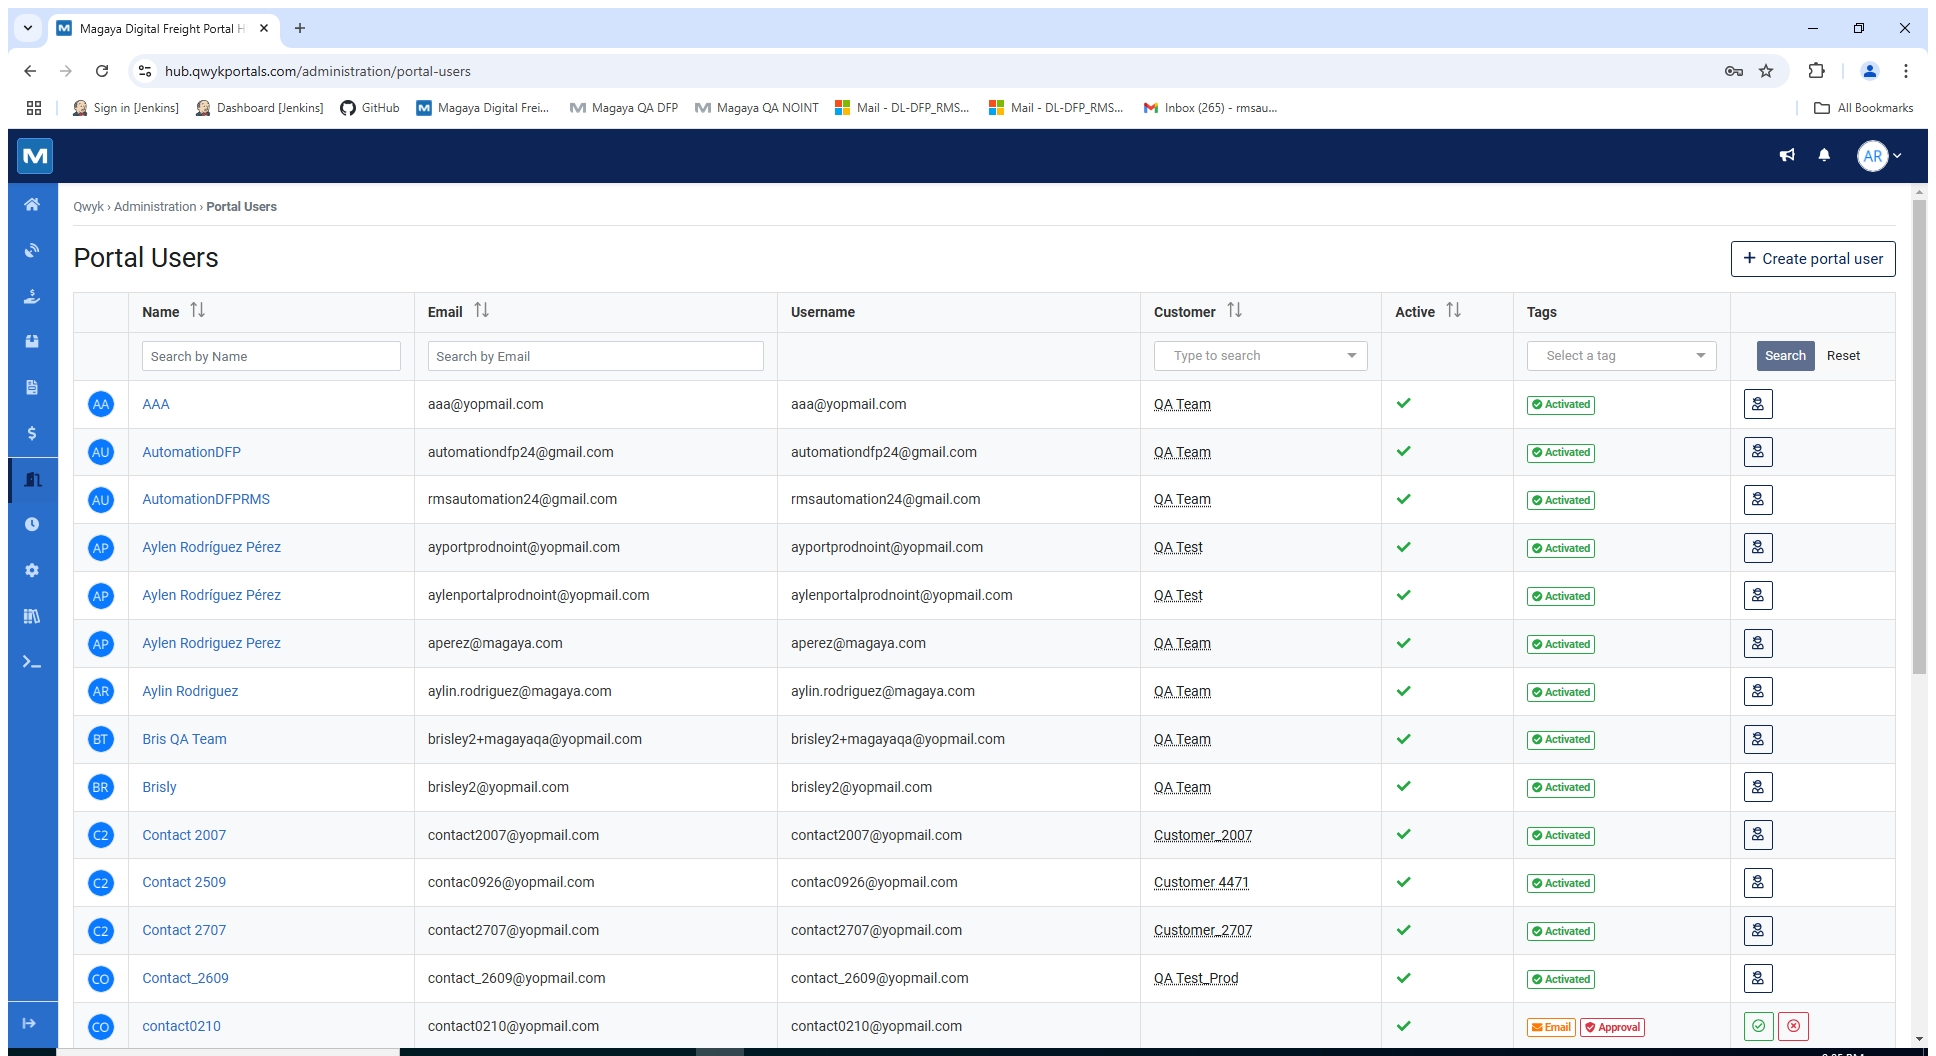 Magaya Digital Freight Portal H
hub.qwykportals.com/administration/portal-users
Sign in [Jenkins] Dashboard [Jenkins] GitHub Magaya Digital Frei... Magaya QA DFP Magaya QA NOINT Mail - DL-DFP_RMS... Mail - DL-DFP_RMS... Inbox (265) - rmsau... All Bookmarks
M AR
Qwyk › Administration › Portal Users
Portal Users
+ Create portal user
Name Email Username Customer Active Tags
Search by Name Search by Email Type to search Select a tag Search Reset
AA AAA aaa@yopmail.com aaa@yopmail.com QA Team Activated
AU AutomationDFP automationdfp24@gmail.com automationdfp24@gmail.com QA Team Activated
AU AutomationDFPRMS rmsautomation24@gmail.com rmsautomation24@gmail.com QA Team Activated
AP Aylen Rodríguez Pérez ayportprodnoint@yopmail.com ayportprodnoint@yopmail.com QA Test Activated
AP Aylen Rodríguez Pérez aylenportalprodnoint@yopmail.com aylenportalprodnoint@yopmail.com QA Test Activated
AP Aylen Rodriguez Perez aperez@magaya.com aperez@magaya.com QA Team Activated
AR Aylin Rodriguez aylin.rodriguez@magaya.com aylin.rodriguez@magaya.com QA Team Activated
BT Bris QA Team brisley2+magayaqa@yopmail.com brisley2+magayaqa@yopmail.com QA Team Activated
BR Brisly brisley2@yopmail.com brisley2@yopmail.com QA Team Activated
C2 Contact 2007 contact2007@yopmail.com contact2007@yopmail.com Customer_2007 Activated
C2 Contact 2509 contac0926@yopmail.com contac0926@yopmail.com Customer 4471 Activated
C2 Contact 2707 contact2707@yopmail.com contact2707@yopmail.com Customer_2707 Activated
CO Contact_2609 contact_2609@yopmail.com contact_2609@yopmail.com QA Test_Prod Activated
CO contact0210 contact0210@yopmail.com contact0210@yopmail.com Email Approval